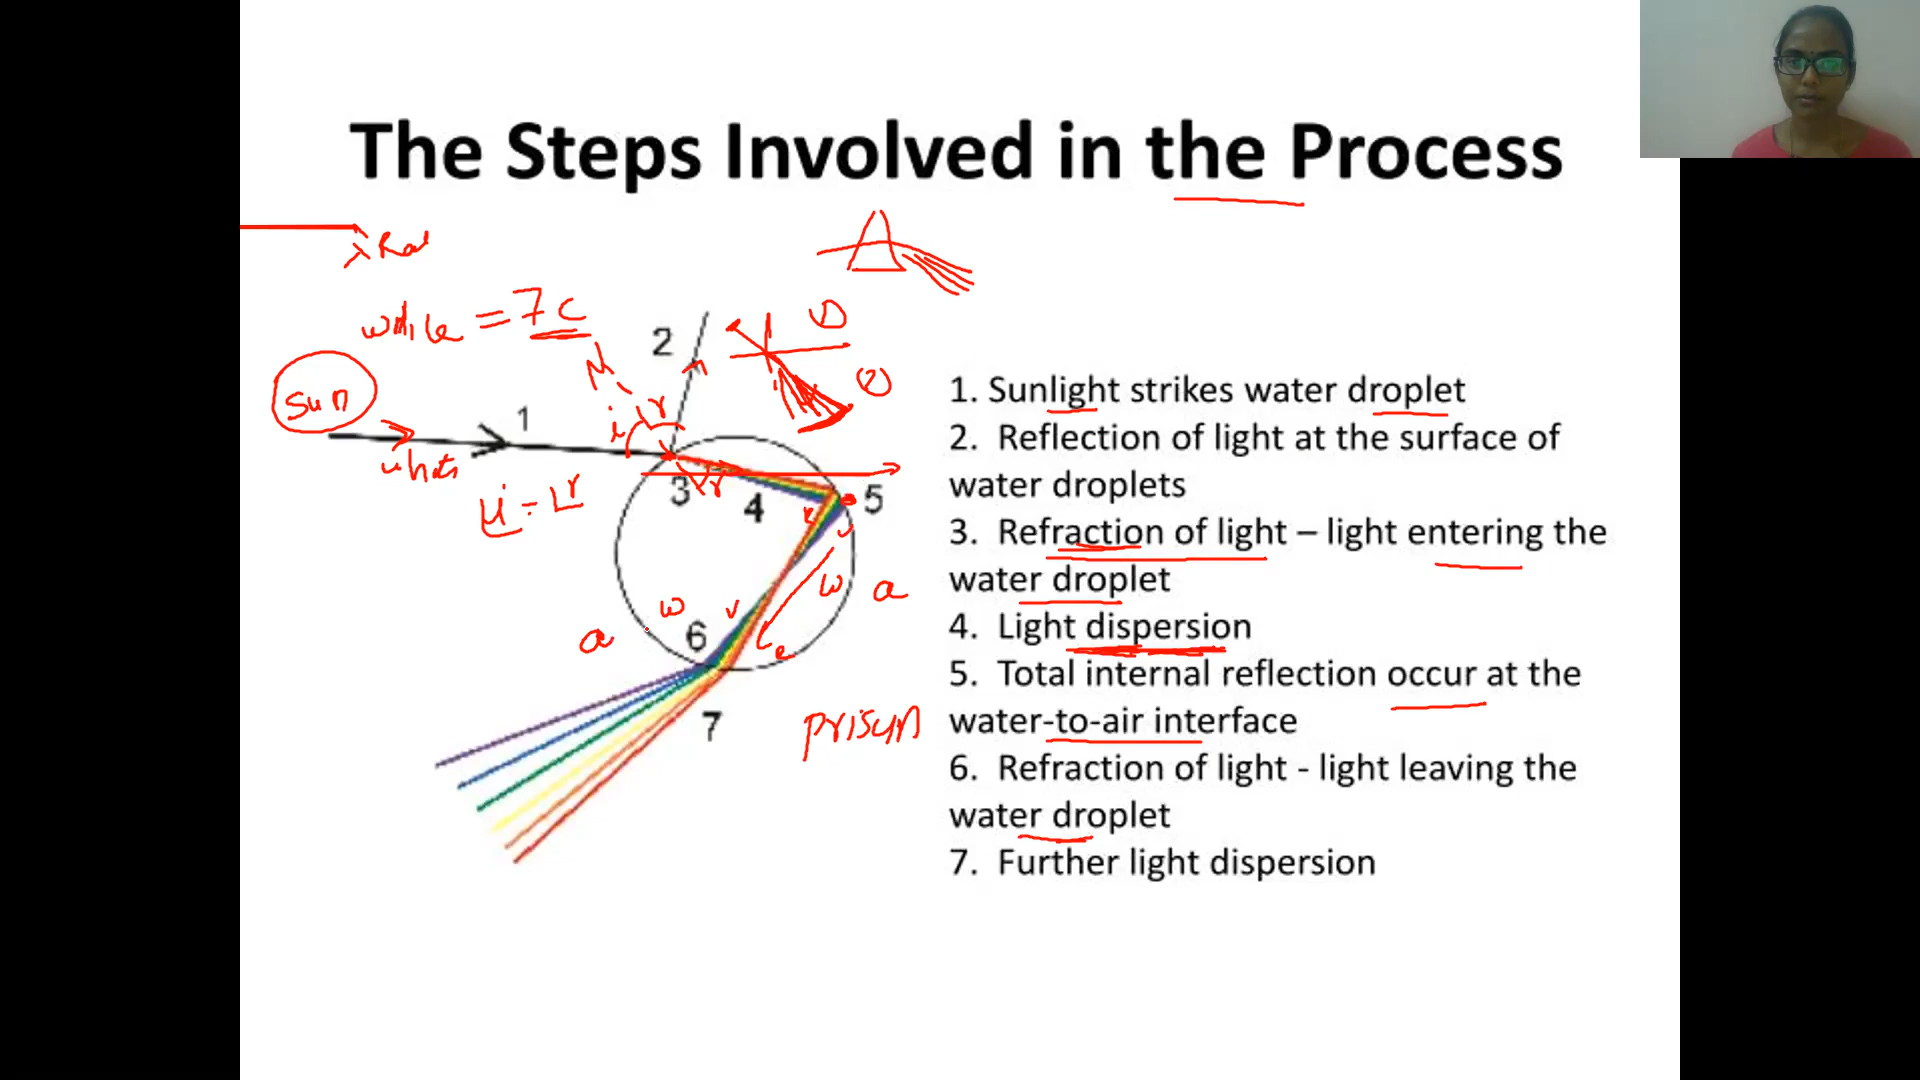 The Steps Involved in the Process
white = 7c
2
(1)
(2)
sun
1
i
r
3
r
4
5
w
a
w
v
a
6
7
prism
1. Sunlight strikes water droplet
2. Reflection of light at the surface of
water droplets
3. Refraction of light – light entering the
water droplet
4. Light dispersion
5. Total internal reflection occur at the
water-to-air interface
6. Refraction of light - light leaving the
water droplet
7. Further light dispersion